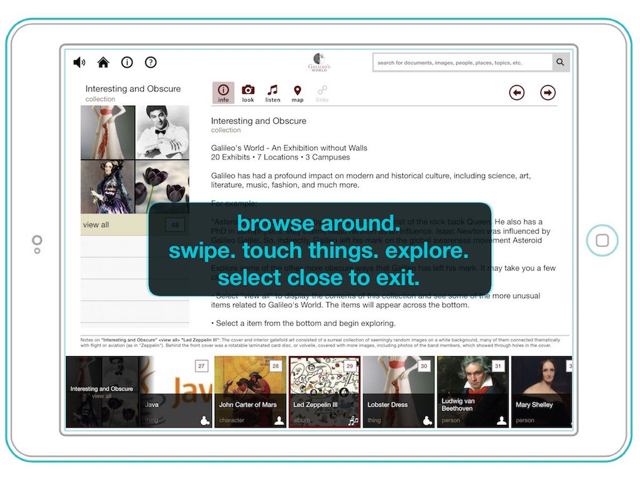 GALILEO'S
WORLD
search for documents, images, people, places, topics, etc.
Interesting and Obscure
collection
info
look
listen
map
links
Interesting and Obscure
collection
Galileo's World - An Exhibition without Walls
20 Exhibits • 7 Locations • 3 Campuses
Galileo has had a profound impact on modern and historical culture, including science, art,
literature, music, fashion, and much more.
For example:
view all
48
of the rock back Queen. He also has a
PhD in
influence. Isaac Newton was influenced by
Galileo
awareness movement Asteroid
browse around.
swipe. touch things. explore.
select close to exit.
left his mark. It may take you a few
• Select "view all" to display the contents of this collection and see some of the more unusual
items related to Galileo's World. The items will appear across the bottom.
• Select a item from the bottom and begin exploring.
Notes on "Interesting and Obscure" <view all> "Led Zeppelin III": The cover and interior gatefold art consisted of a surreal collection of seemingly random images on a white background, many of them connected thematically
with flight or aviation (as in "Zeppelin"). Behind the front cover was a rotatable laminated card disc, or volvelle, covered with more images, including photos of the band members, which showed through holes in the cover.
Interesting and Obscure
view all
27
Java
Java
thing
28
John Carter of Mars
character
29
Led Zeppelin III
album
30
Lobster Dress
thing
31
Ludwig van
Beethoven
person
3
Mary Shelley
person